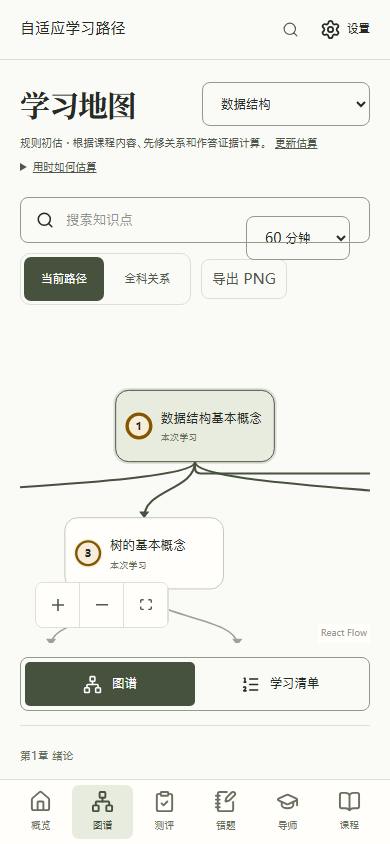 自适应学习路径
设置
学习地图
数据结构
规则初估 · 根据课程内容、先修关系和作答证据计算。 更新估算
用时如何估算
搜索知识点
60 分钟
当前路径
全科关系
导出 PNG
1
数据结构基本概念
本次学习
3
树的基本概念
本次学习
React Flow
图谱
学习清单
第1章 绪论
概览
图谱
测评
错题
导师
课程